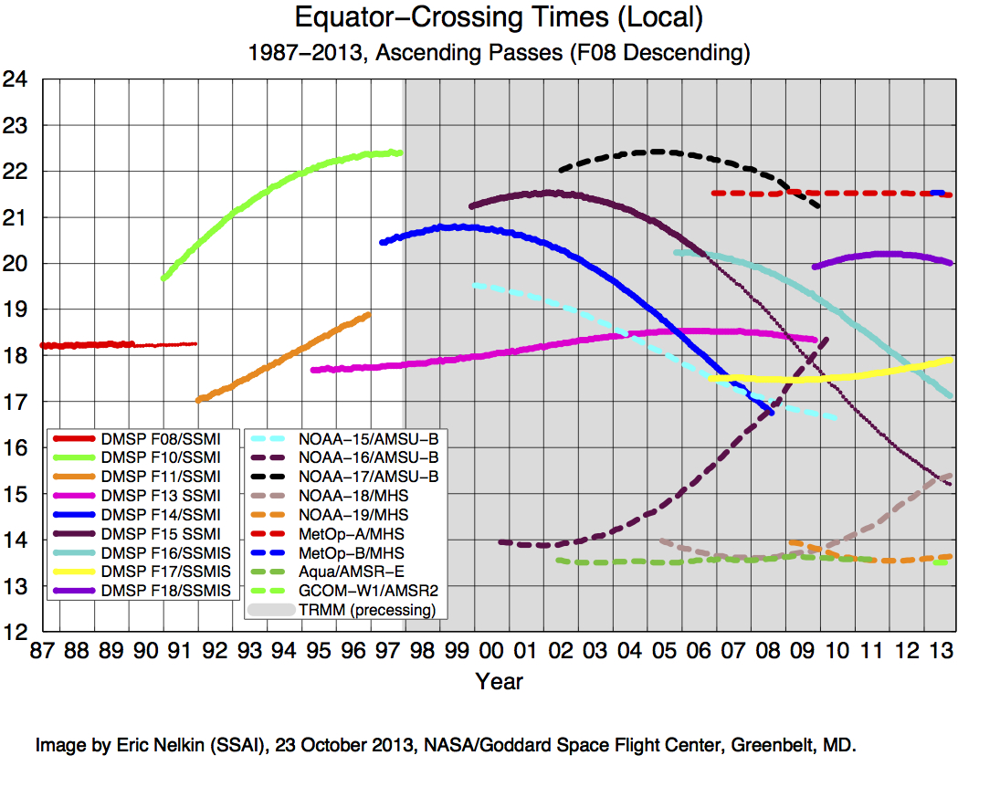 Equator−Crossing Times (Local)
1987−2013, Ascending Passes (F08 Descending)
24
23
22
21
20
19
18
17
16
15
14
13
12
DMSP F08/SSMI
DMSP F10/SSMI
DMSP F11/SSMI
DMSP F13 SSMI
DMSP F14/SSMI
DMSP F15 SSMI
DMSP F16/SSMIS
DMSP F17/SSMIS
DMSP F18/SSMIS
NOAA−15/AMSU−B
NOAA−16/AMSU−B
NOAA−17/AMSU−B
NOAA−18/MHS
NOAA−19/MHS
MetOp−A/MHS
MetOp−B/MHS
Aqua/AMSR−E
GCOM−W1/AMSR2
TRMM (precessing)
87 88 89 90 91 92 93 94 95 96 97 98 99 00 01 02 03 04 05 06 07 08 09 10 11 12 13
Year
Image by Eric Nelkin (SSAI), 23 October 2013, NASA/Goddard Space Flight Center, Greenbelt, MD.